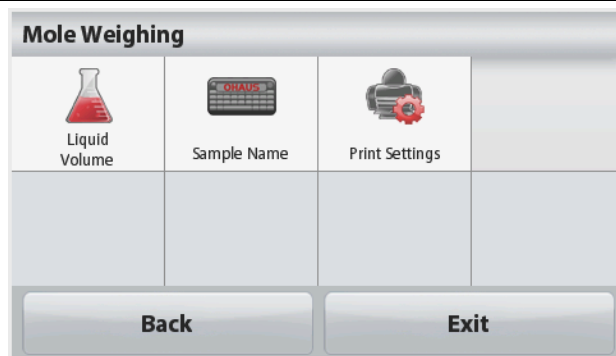 Mole Weighing
OHAUS
Liquid
Volume
Sample Name
Print Settings
Back
Exit